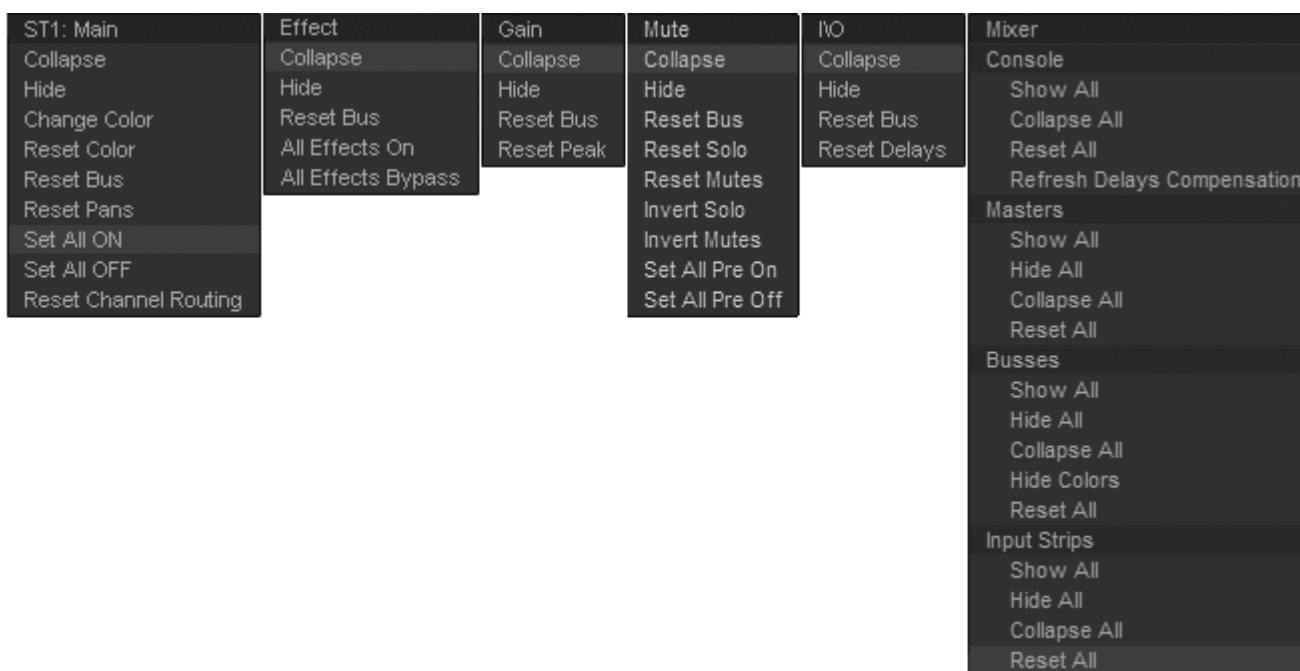 ST1: Main
Collapse
Hide
Change Color
Reset Color
Reset Bus
Reset Pans
Set All ON
Set All OFF
Reset Channel Routing
Effect
Collapse
Hide
Reset Bus
All Effects On
All Effects Bypass
Gain
Collapse
Hide
Reset Bus
Reset Peak
Mute
Collapse
Hide
Reset Bus
Reset Solo
Reset Mutes
Invert Solo
Invert Mutes
Set All Pre On
Set All Pre Off
I\O
Collapse
Hide
Reset Bus
Reset Delays
Mixer
Console
Show All
Collapse All
Reset All
Refresh Delays Compensation
Masters
Show All
Hide All
Collapse All
Reset All
Busses
Show All
Hide All
Collapse All
Hide Colors
Reset All
Input Strips
Show All
Hide All
Collapse All
Reset All